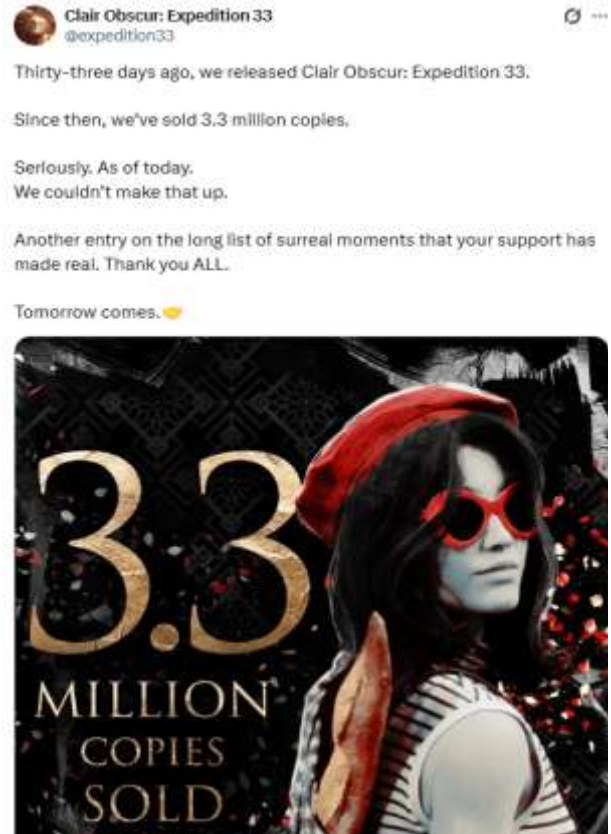 Clair Obscur: Expedition 33
@expedition33
Thirty-three days ago, we released Clair Obscur: Expedition 33.
Since then, we've sold 3.3 million copies.
Seriously. As of today.
We couldn't make that up.
Another entry on the long list of surreal moments that your support has
made real. Thank you ALL.
Tomorrow comes.🤝
3.3
MILLION
COPIES
SOLD